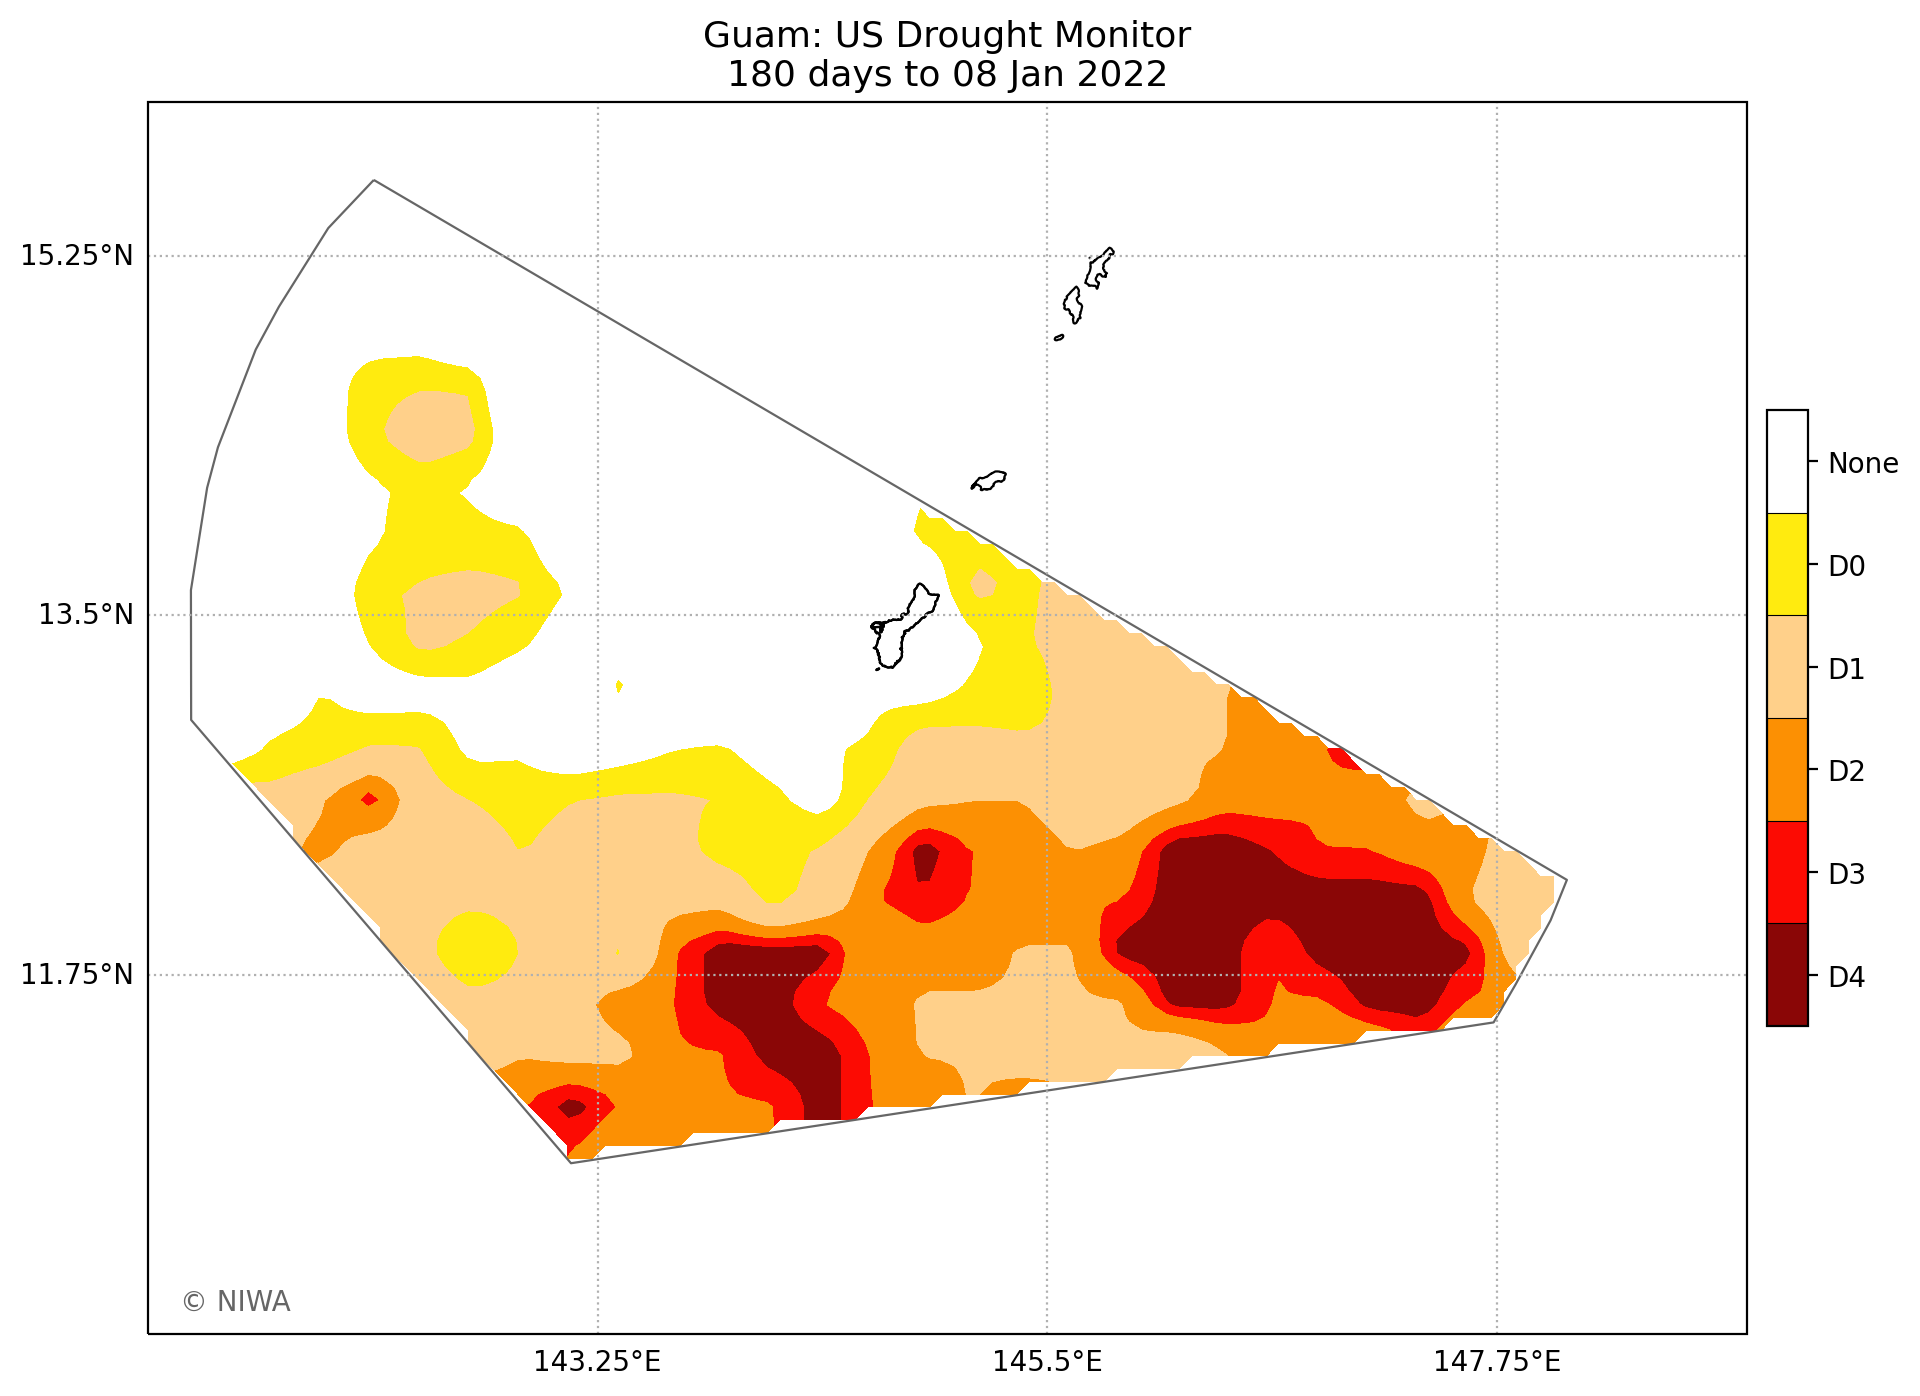 Guam: US Drought Monitor
180 days to 08 Jan 2022
15.25°N
13.5°N
11.75°N
143.25°E
145.5°E
147.75°E
None
D0
D1
D2
D3
D4
© NIWA